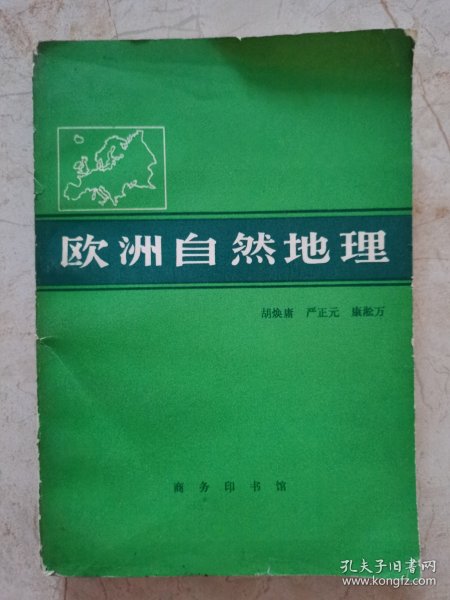 欧洲自然地理
胡焕庸 严正元 康淞万
商务印书馆
孔夫子旧书网
www.kongfz.com